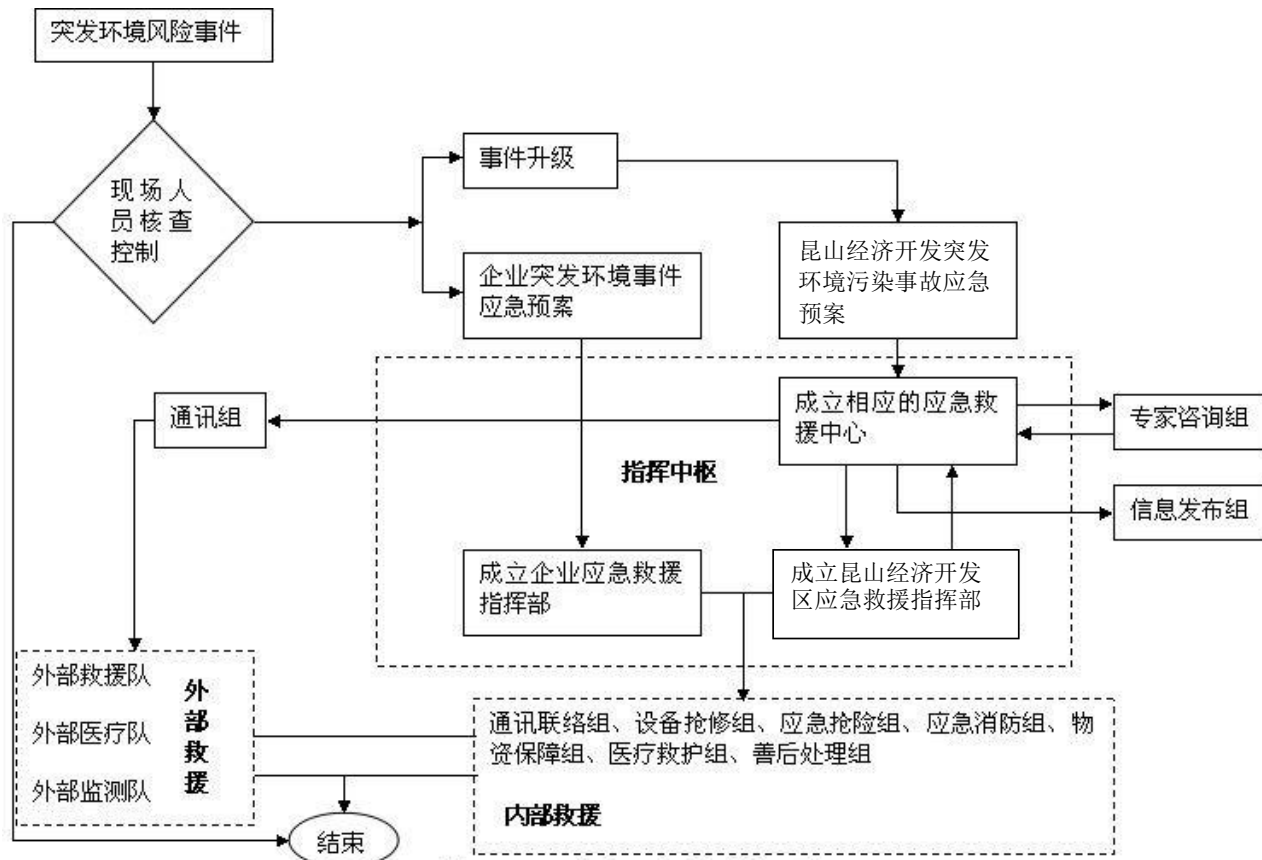 突发环境风险事件
现场人
员核查
控制
事件升级
企业突发环境事件
应急预案
昆山经济开发突发
环境污染事故应急
预案
通讯组
成立相应的应急救
援中心
专家咨询组
指挥中枢
信息发布组
成立企业应急救援
指挥部
成立昆山经济开发
区应急救援指挥部
外部救援队
外部医疗队
外部监测队
外
部
救
援
通讯联络组、设备抢修组、应急抢险组、应急消防组、物
资保障组、医疗救护组、善后处理组
内部救援
结束